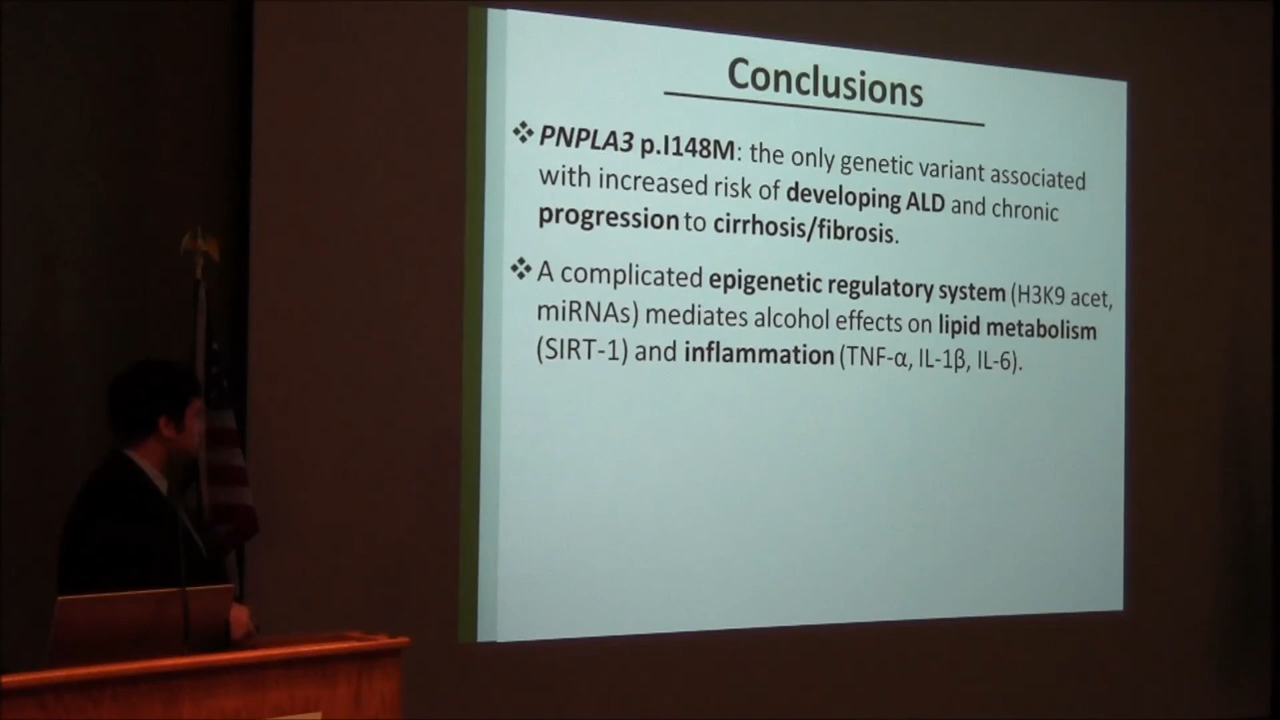 Conclusions
❖ PNPLA3 p.I148M: the only genetic variant associated
with increased risk of developing ALD and chronic
progression to cirrhosis/fibrosis.
❖ A complicated epigenetic regulatory system (H3K9 acet,
miRNAs) mediates alcohol effects on lipid metabolism
(SIRT-1) and inflammation (TNF-α, IL-1β, IL-6).